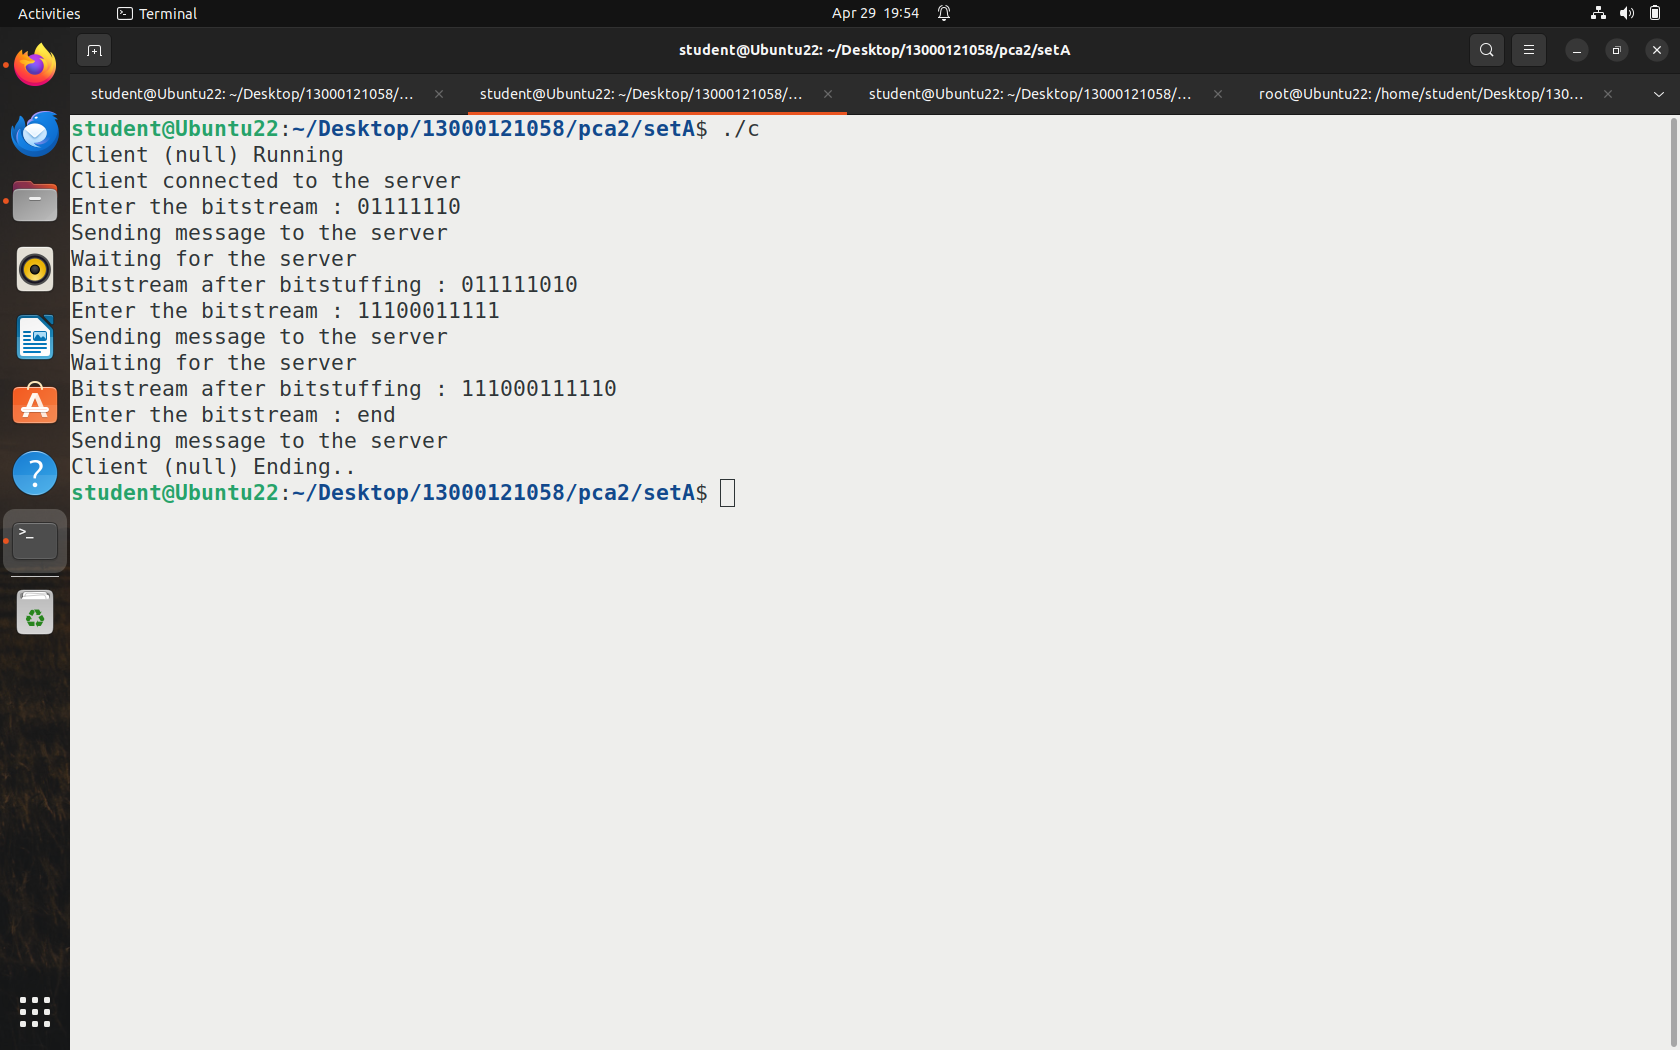 Activities Terminal Apr 29 19:54
student@Ubuntu22: ~/Desktop/13000121058/pca2/setA
student@Ubuntu22: ~/Desktop/13000121058/... student@Ubuntu22: ~/Desktop/13000121058/... student@Ubuntu22: ~/Desktop/13000121058/... root@Ubuntu22: /home/student/Desktop/130...
student@Ubuntu22:~/Desktop/13000121058/pca2/setA$ ./c
Client (null) Running
Client connected to the server
Enter the bitstream : 01111110
Sending message to the server
Waiting for the server
Bitstream after bitstuffing : 011111010
Enter the bitstream : 11100011111
Sending message to the server
Waiting for the server
Bitstream after bitstuffing : 111000111110
Enter the bitstream : end
Sending message to the server
Client (null) Ending..
student@Ubuntu22:~/Desktop/13000121058/pca2/setA$